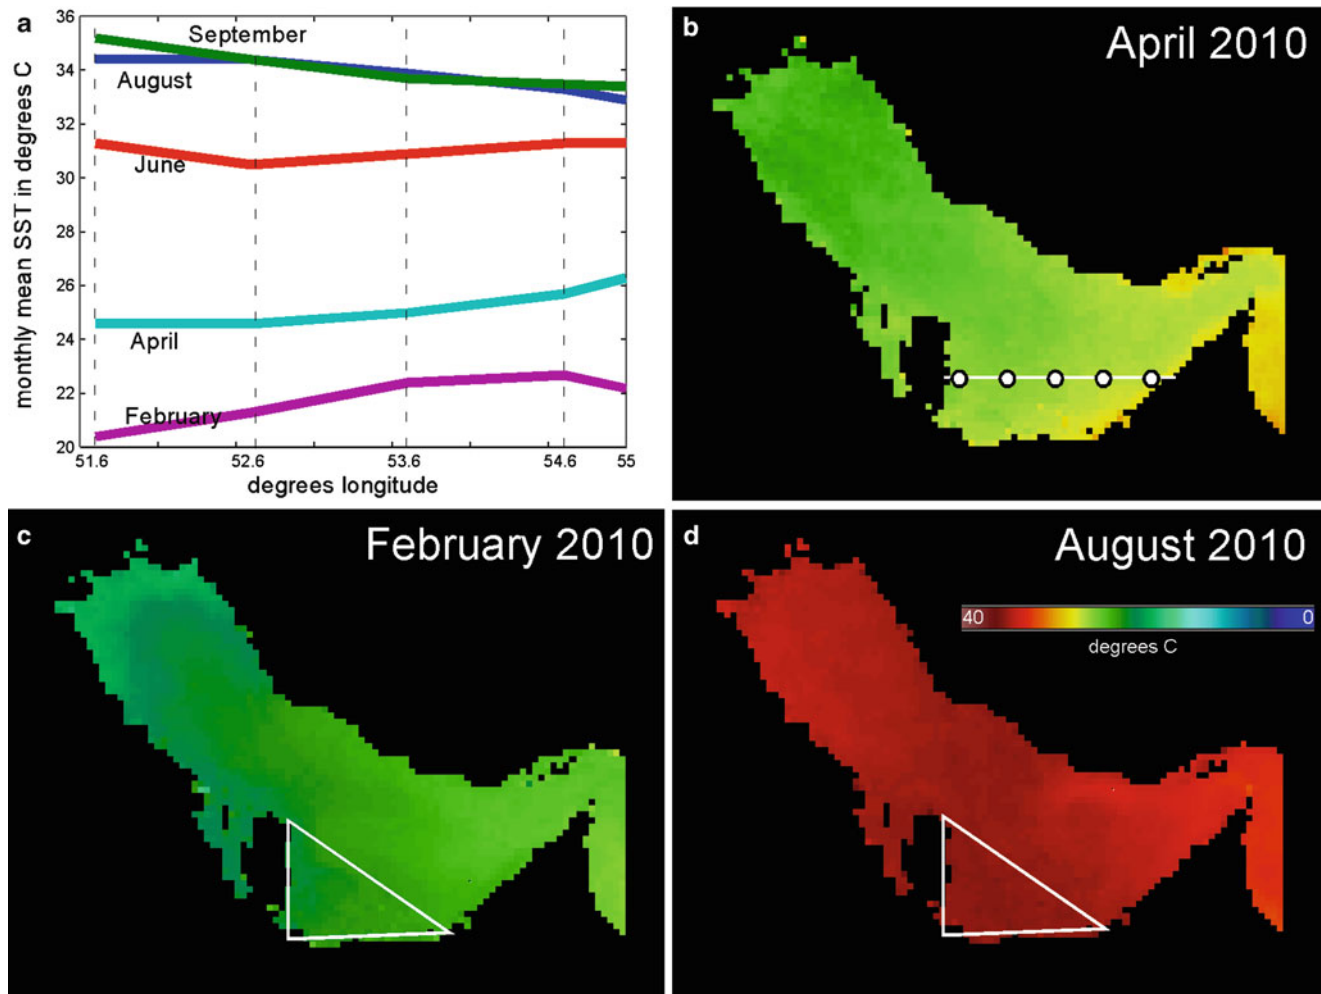 a
monthly mean SST in degrees C
36
34
32
30
28
26
24
22
20
September
August
June
April
February
51.6 52.6 53.6 54.6 55
degrees longitude
b
April 2010
c
February 2010
d
August 2010
40 0
degrees C